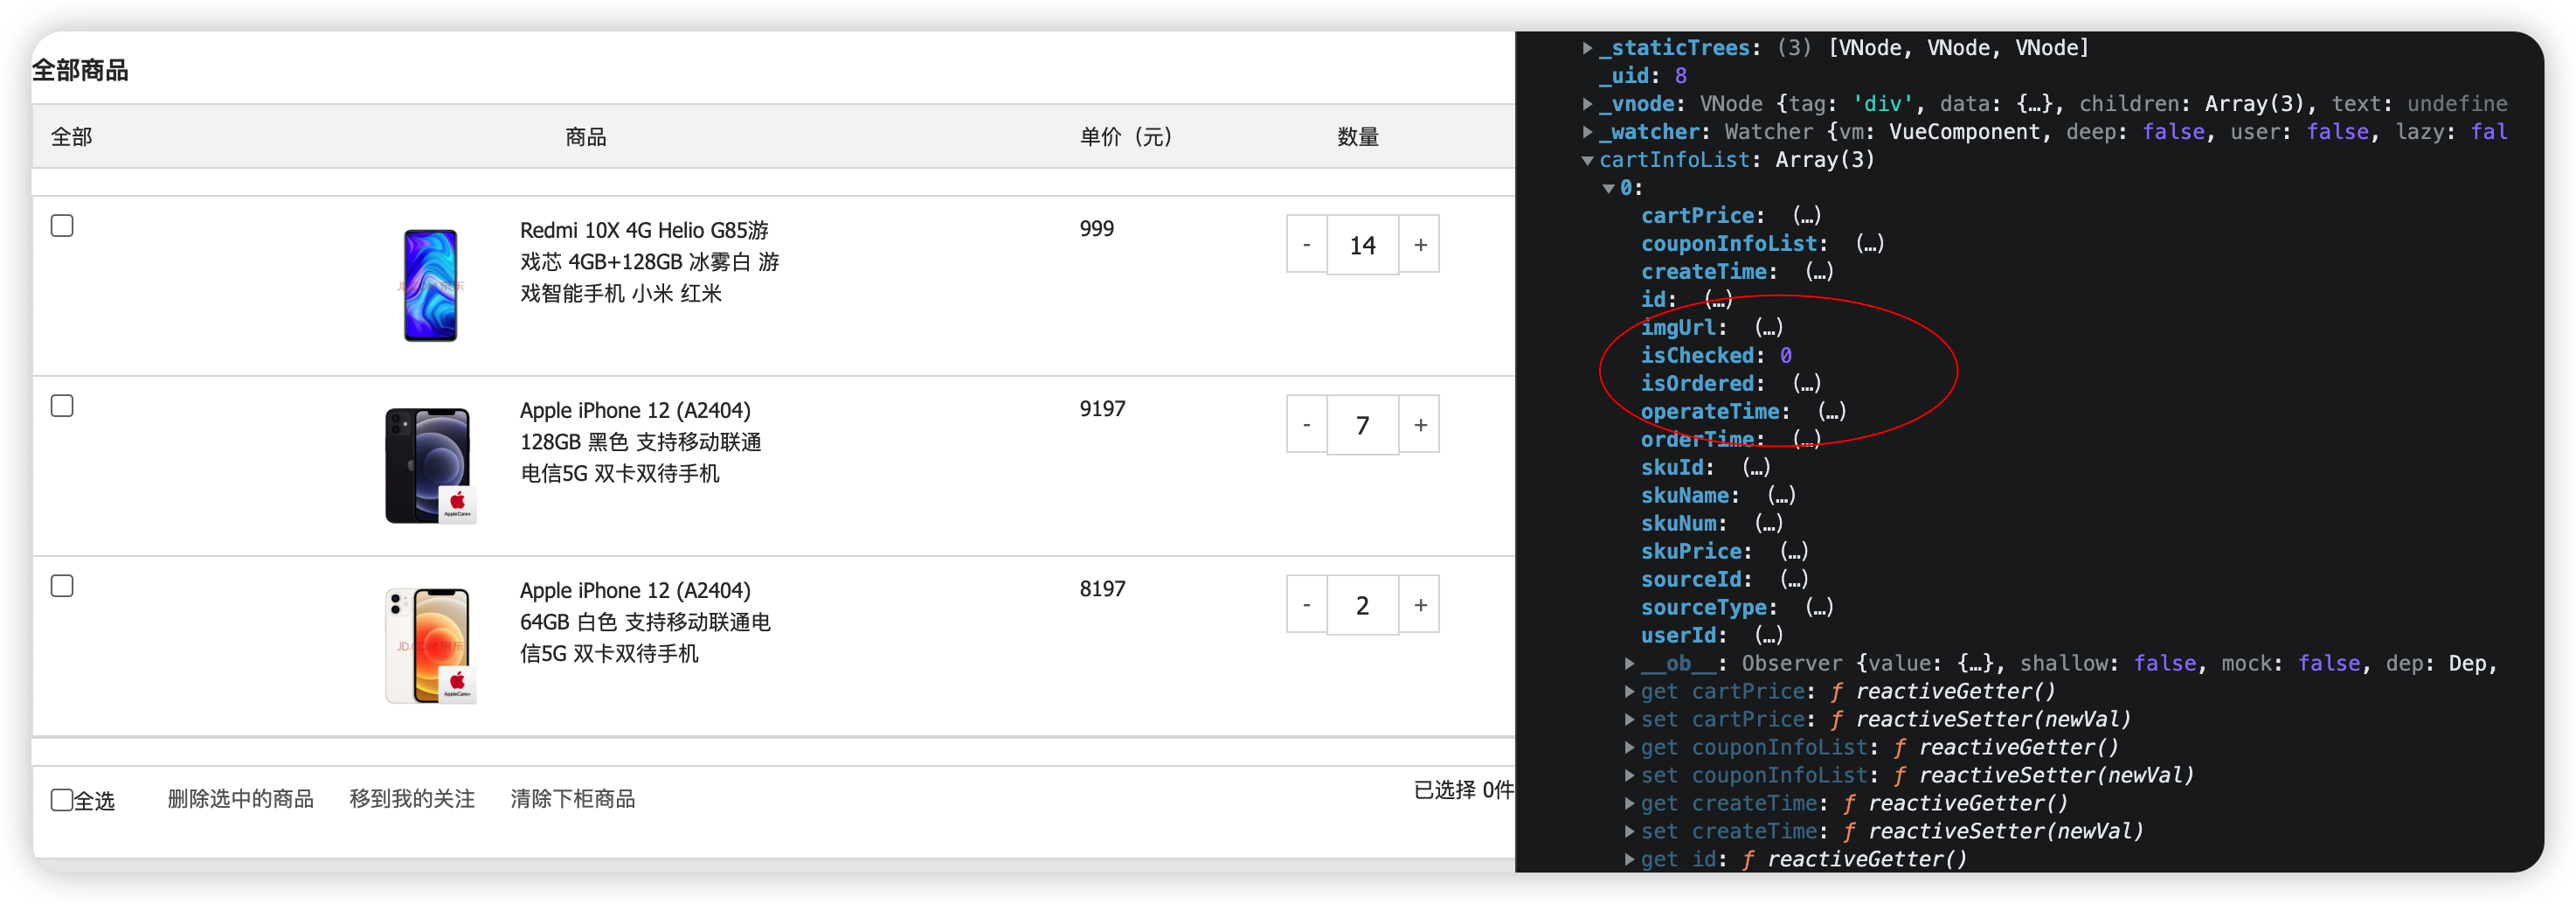 全部商品
全部 商品 单价（元） 数量
Redmi 10X 4G Helio G85游
戏芯 4GB+128GB 冰雾白 游
戏智能手机 小米 红米
999
- 14 +
JD.COM 京东
Apple iPhone 12 (A2404)
128GB 黑色 支持移动联通
电信5G 双卡双待手机
9197
- 7 +
AppleCare+
Apple iPhone 12 (A2404)
64GB 白色 支持移动联通电
信5G 双卡双待手机
8197
- 2 +
JD.COM 京东
AppleCare+
全选 删除选中的商品 移到我的关注 清除下柜商品
已选择 0件
_staticTrees: (3) [VNode, VNode, VNode]
_uid: 8
_vnode: VNode {tag: 'div', data: {…}, children: Array(3), text: undefine
_watcher: Watcher {vm: VueComponent, deep: false, user: false, lazy: fal
cartInfoList: Array(3)
0:
cartPrice: (…)
couponInfoList: (…)
createTime: (…)
id: (…)
imgUrl: (…)
isChecked: 0
isOrdered: (…)
operateTime: (…)
orderTime: (…)
skuId: (…)
skuName: (…)
skuNum: (…)
skuPrice: (…)
sourceId: (…)
sourceType: (…)
userId: (…)
__ob__: Observer {value: {…}, shallow: false, mock: false, dep: Dep,
get cartPrice: ƒ reactiveGetter()
set cartPrice: ƒ reactiveSetter(newVal)
get couponInfoList: ƒ reactiveGetter()
set couponInfoList: ƒ reactiveSetter(newVal)
get createTime: ƒ reactiveGetter()
set createTime: ƒ reactiveSetter(newVal)
get id: ƒ reactiveGetter()